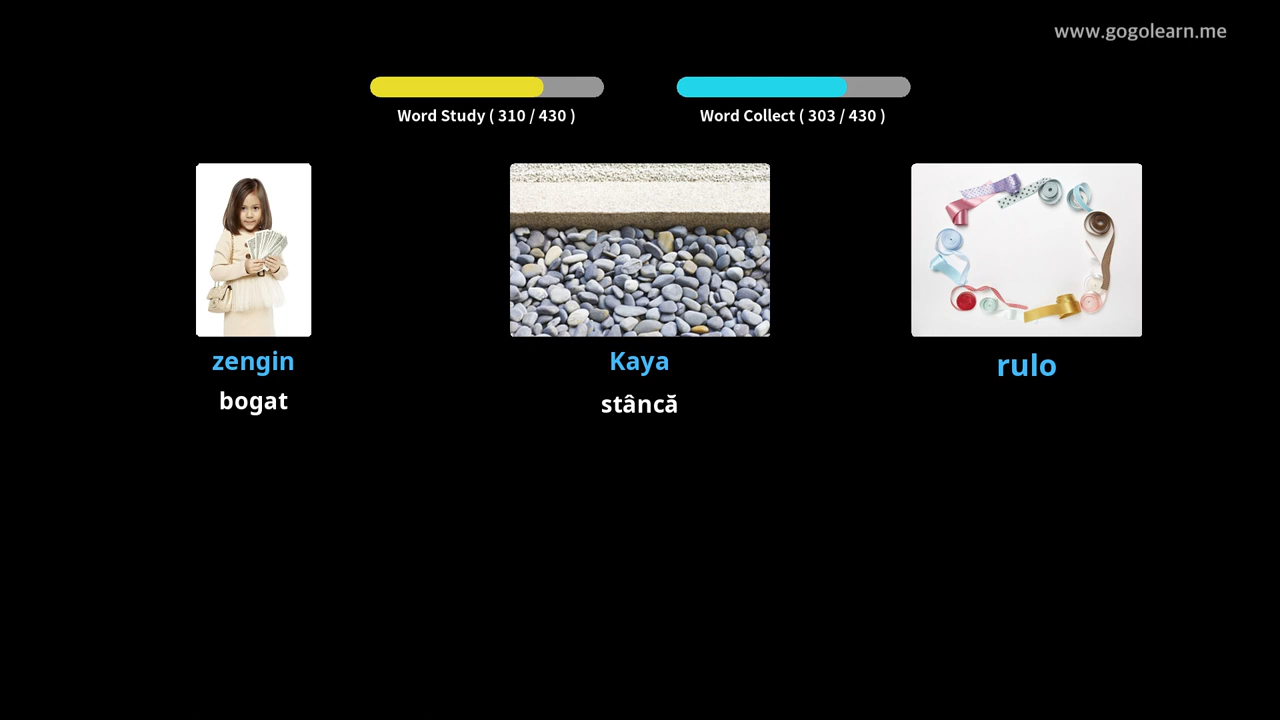 www.gogolearn.me
Word Study ( 310 / 430 )
Word Collect ( 303 / 430 )
zengin
Kaya
rulo
bogat
stâncă